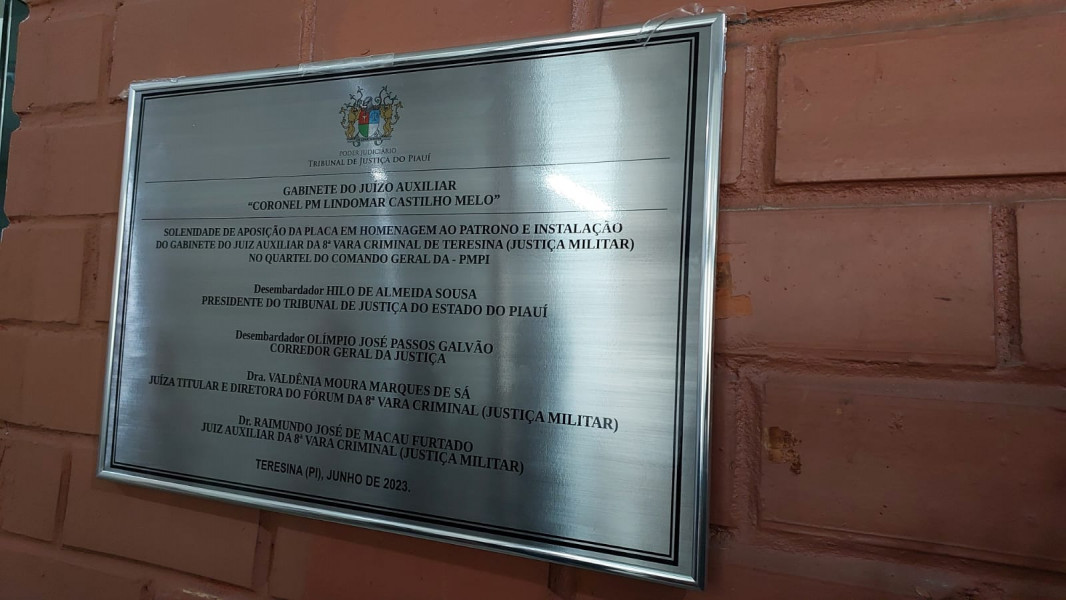 PODER JUDICIÁRIO
TRIBUNAL DE JUSTIÇA DO PIAUÍ
GABINETE DO JUÍZO AUXILIAR
“CORONEL PM LINDOMAR CASTILHO MELO”
SOLENIDADE DE APOSIÇÃO DA PLACA EM HOMENAGEM AO PATRONO E INSTALAÇÃO
DO GABINETE DO JUIZ AUXILIAR DA 8ª VARA CRIMINAL DE TERESINA (JUSTIÇA MILITAR)
NO QUARTEL DO COMANDO GERAL DA - PMPI
Desembardador HILO DE ALMEIDA SOUSA
PRESIDENTE DO TRIBUNAL DE JUSTIÇA DO ESTADO DO PIAUÍ
Desembardador OLÍMPIO JOSÉ PASSOS GALVÃO
CORREDOR GERAL DA JUSTIÇA
Dra. VALDÊNIA MOURA MARQUES DE SÁ
JUÍZA TITULAR E DIRETORA DO FÓRUM DA 8ª VARA CRIMINAL (JUSTIÇA MILITAR)
Dr. RAIMUNDO JOSÉ DE MACAU FURTADO
JUIZ AUXILIAR DA 8ª VARA CRIMINAL (JUSTIÇA MILITAR)
TERESINA (PI), JUNHO DE 2023.